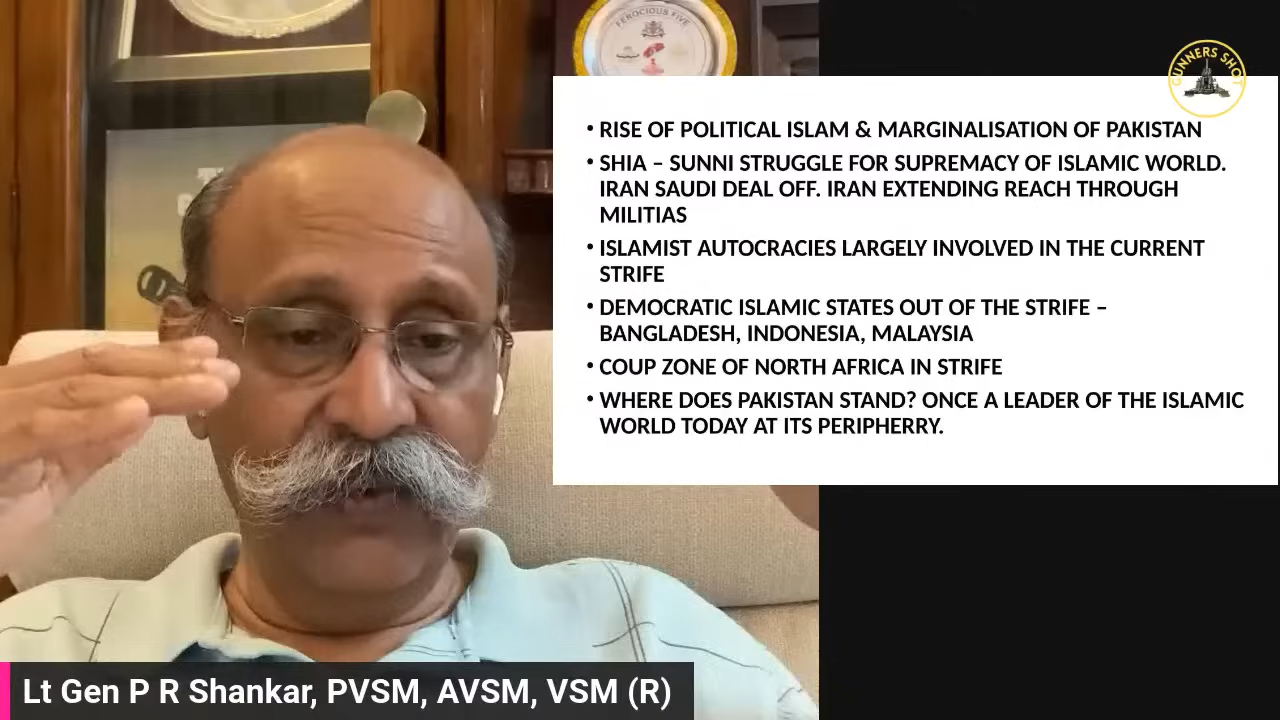 FEROCIOUS FIVE
GUNNERS SHOT
• RISE OF POLITICAL ISLAM & MARGINALISATION OF PAKISTAN
• SHIA – SUNNI STRUGGLE FOR SUPREMACY OF ISLAMIC WORLD.
IRAN SAUDI DEAL OFF. IRAN EXTENDING REACH THROUGH
MILITIAS
• ISLAMIST AUTOCRACIES LARGELY INVOLVED IN THE CURRENT
STRIFE
• DEMOCRATIC ISLAMIC STATES OUT OF THE STRIFE –
BANGLADESH, INDONESIA, MALAYSIA
• COUP ZONE OF NORTH AFRICA IN STRIFE
• WHERE DOES PAKISTAN STAND? ONCE A LEADER OF THE ISLAMIC
WORLD TODAY AT ITS PERIPHERRY.
Lt Gen P R Shankar, PVSM, AVSM, VSM (R)